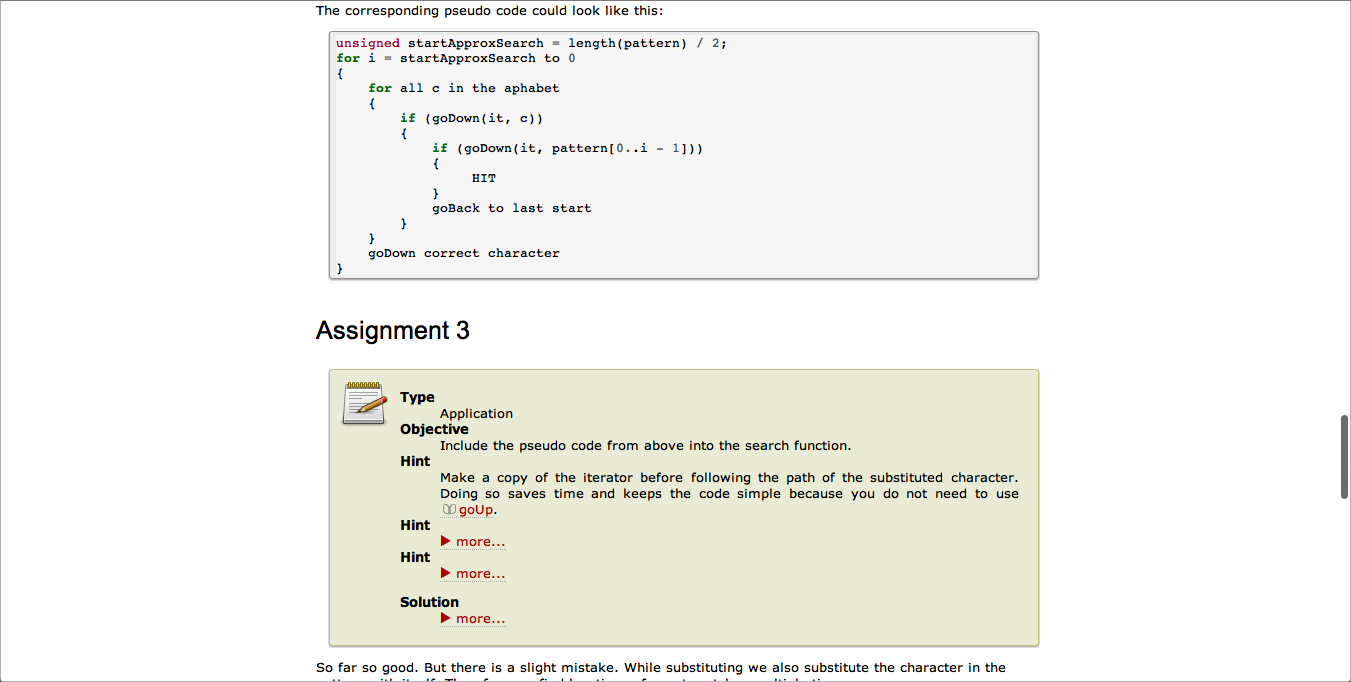 The corresponding pseudo code could look like this:
unsigned startApproxSearch = length(pattern) / 2;
for i = startApproxSearch to 0
{
    for all c in the aphabet
    {
        if (goDown(it, c))
        {
            if (goDown(it, pattern[0..i - 1]))
            {
                 HIT
            }
            goBack to last start
        }
    }
    goDown correct character
}
Assignment 3
Type
Application
Objective
Include the pseudo code from above into the search function.
Hint
Make a copy of the iterator before following the path of the substituted character.
Doing so saves time and keeps the code simple because you do not need to use
goUp.
Hint
more...
Hint
more...
Solution
more...
So far so good. But there is a slight mistake. While substituting we also substitute the character in the